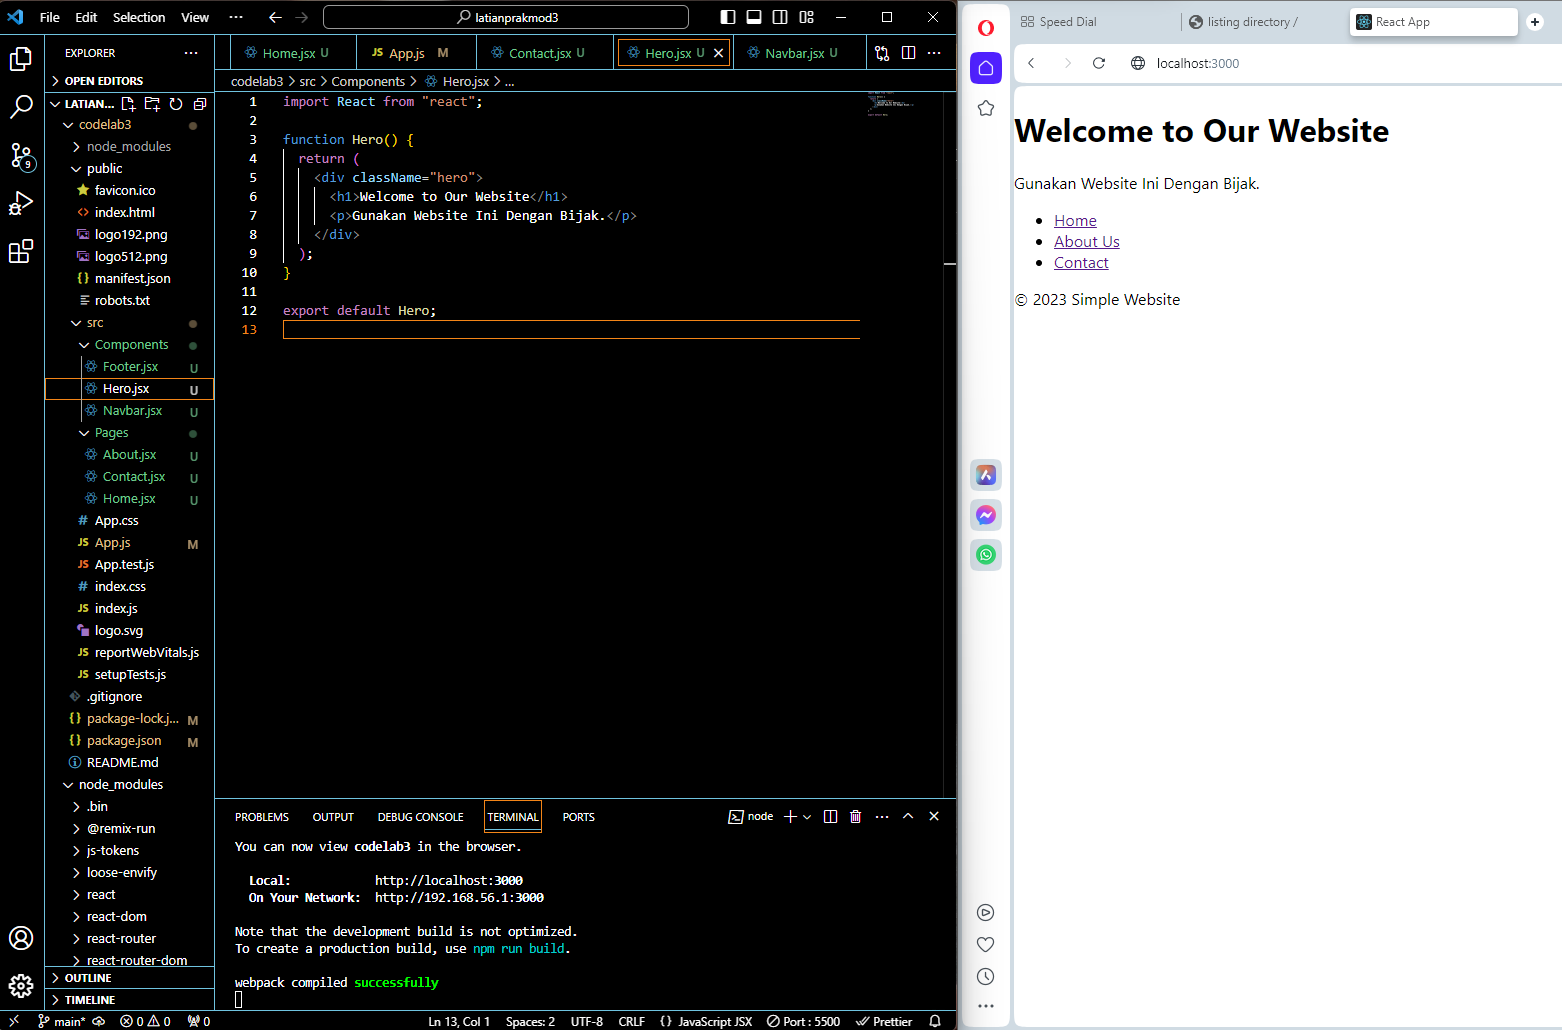 File Edit Selection View ··· latianprakmod3
EXPLORER ···
OPEN EDITORS
LATIAN...
codelab3
node_modules
public
favicon.ico
index.html
logo192.png
logo512.png
manifest.json
robots.txt
src
Components
Footer.jsx U
Hero.jsx U
Navbar.jsx U
Pages
About.jsx U
Contact.jsx U
Home.jsx U
# App.css
JS App.js M
JS App.test.js
# index.css
JS index.js
logo.svg
JS reportWebVitals.js
JS setupTests.js
.gitignore
{} package-lock.j... M
{} package.json M
README.md
node_modules
.bin
@remix-run
js-tokens
loose-envify
react
react-dom
react-router
react-router-dom
OUTLINE
TIMELINE
9
Home.jsx U JS App.js M Contact.jsx U Hero.jsx U Navbar.jsx U ···
codelab3 > src > Components > Hero.jsx > ...
1 import React from "react";
2
3 function Hero() {
4 return (
5 <div className="hero">
6 <h1>Welcome to Our Website</h1>
7 <p>Gunakan Website Ini Dengan Bijak.</p>
8 </div>
9 );
10 }
11
12 export default Hero;
13
PROBLEMS OUTPUT DEBUG CONSOLE TERMINAL PORTS node ···
You can now view codelab3 in the browser.
Local: http://localhost:3000
On Your Network: http://192.168.56.1:3000
Note that the development build is not optimized.
To create a production build, use npm run build.
webpack compiled successfully
main* 0 0 0 Ln 13, Col 1 Spaces: 2 UTF-8 CRLF {} JavaScript JSX Port : 5500 Prettier
Speed Dial listing directory / React App
localhost:3000
Welcome to Our Website
Gunakan Website Ini Dengan Bijak.
• Home
• About Us
• Contact
© 2023 Simple Website